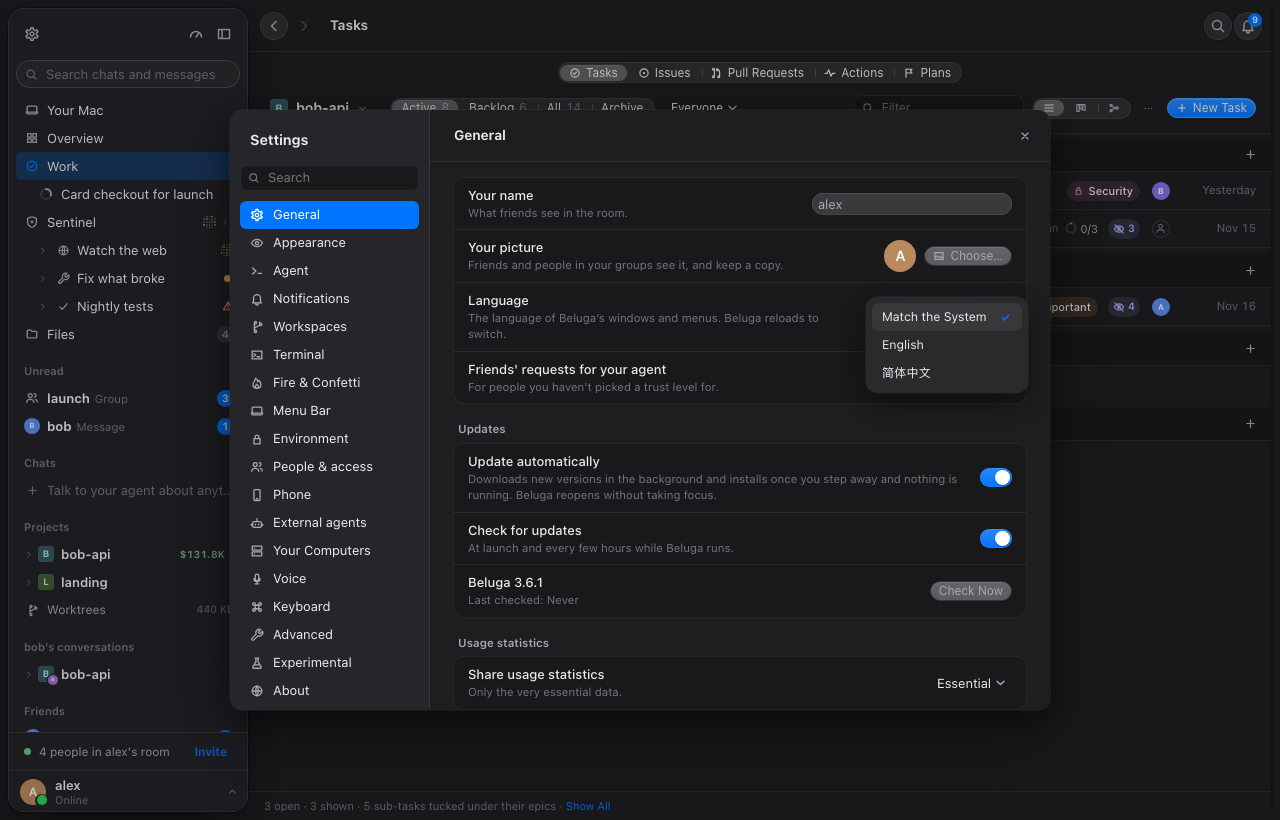 Tasks
9
Search chats and messages
Tasks
Issues
Pull Requests
Actions
Plans
Your Mac
Overview
Work
Card checkout for launch
Sentinel
Watch the web
Fix what broke
Nightly tests
Files
4
Unread
launch Group
3
B
bob Message
1
Chats
Talk to your agent about anyt...
Projects
B
bob-api
$131.8K
L
landing
Worktrees
440 K
bob's conversations
B
bob-api
Friends
4 people in alex's room
Invite
A
alex
Online
B
bob-api
Active 8
Backlog 6
All 14
Archive
Everyone
Filter
...
+ New Task
Security
B
Yesterday
0/3
3
Nov 15
4
A
Nov 16
Settings
Search
General
Appearance
Agent
Notifications
Workspaces
Terminal
Fire & Confetti
Menu Bar
Environment
People & access
Phone
External agents
Your Computers
Voice
Keyboard
Advanced
Experimental
About
General
Your name
What friends see in the room.
alex
Your picture
Friends and people in your groups see it, and keep a copy.
A
Choose...
Language
The language of Beluga's windows and menus. Beluga reloads to
switch.
Match the System
English
简体中文
Friends' requests for your agent
For people you haven't picked a trust level for.
Updates
Update automatically
Downloads new versions in the background and installs once you step away and nothing is
running. Beluga reopens without taking focus.
Check for updates
At launch and every few hours while Beluga runs.
Beluga 3.6.1
Last checked: Never
Check Now
Usage statistics
Share usage statistics
Only the very essential data.
Essential
3 open · 3 shown · 5 sub-tasks tucked under their epics · Show All